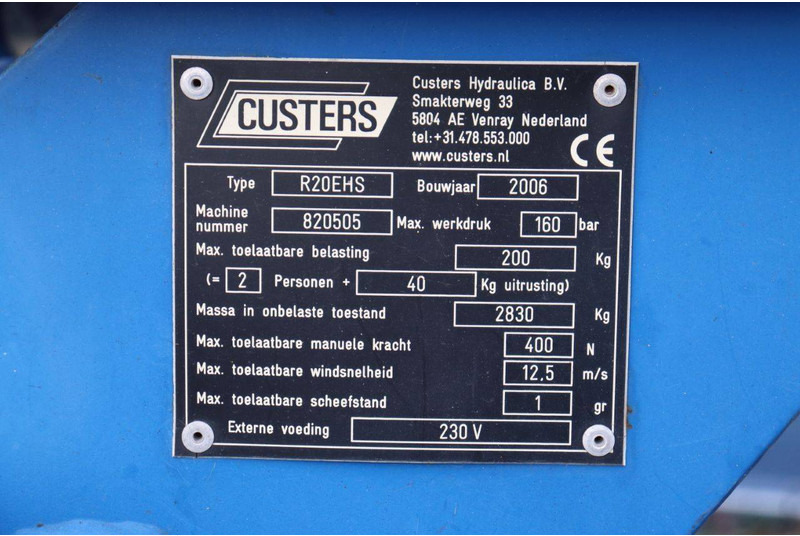 CUSTERS
Custers Hydraulica B.V.
Smakterweg 33
5804 AE Venray Nederland
tel:+31.478.553.000
www.custers.nl
CE
Type R20EHS Bouwjaar 2006
Machine nummer 820505 Max. werkdruk 160 bar
Max. toelaatbare belasting 200 Kg
(= 2 Personen + 40 Kg uitrusting)
Massa in onbelaste toestand 2830 Kg
Max. toelaatbare manuele kracht 400 N
Max. toelaatbare windsnelheid 12,5 m/s
Max. toelaatbare scheefstand 1 gr
Externe voeding 230 V